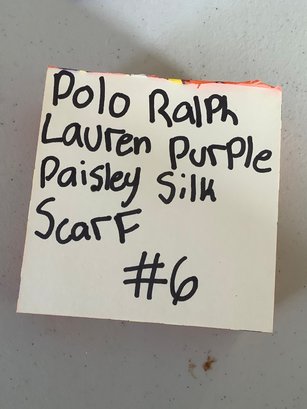 Polo Ralph
Lauren Purple
Paisley Silk
Scarf
#6